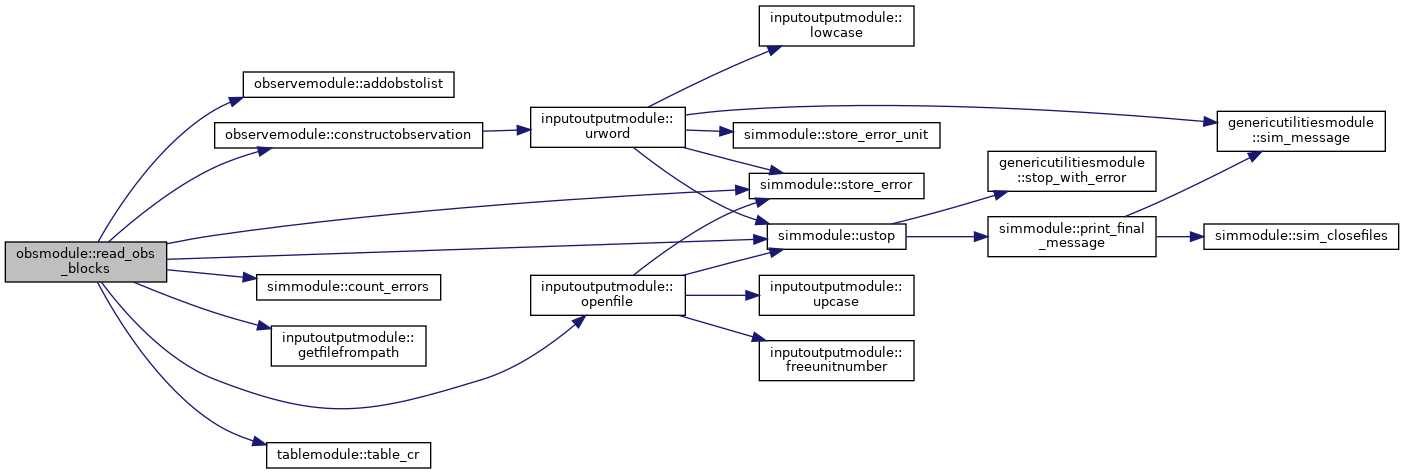 obsmodule::read_obs
_blocks
observemodule::addobstolist
observemodule::constructobservation
simmodule::count_errors
inputoutputmodule::
getfilefrompath
tablemodule::table_cr
inputoutputmodule::
urword
inputoutputmodule::
openfile
inputoutputmodule::
lowcase
simmodule::store_error_unit
simmodule::store_error
simmodule::ustop
inputoutputmodule::
upcase
inputoutputmodule::
freeunitnumber
genericutilitiesmodule
::stop_with_error
simmodule::print_final
_message
genericutilitiesmodule
::sim_message
simmodule::sim_closefiles